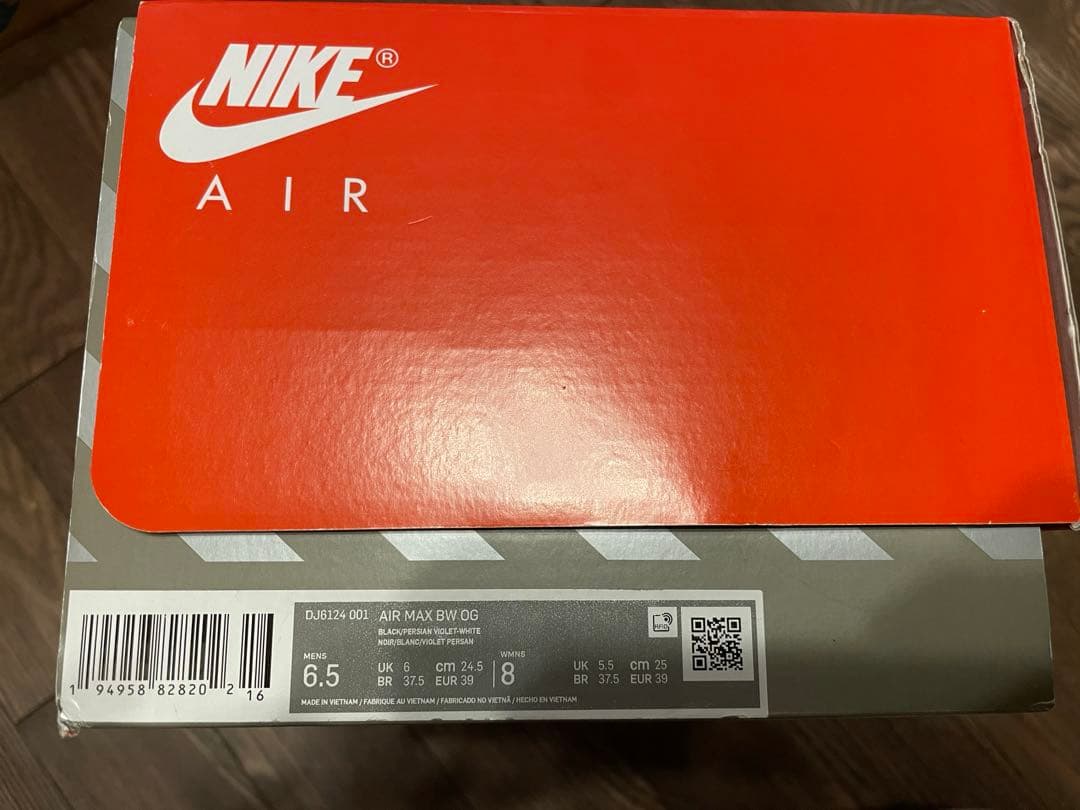 NIKE®
AIR
DJ6124 001 AIR MAX BW OG
BLACK/PERSIAN VIOLET-WHITE
NOIR/BLANC/VIOLET PERSAN
MENS
6.5
UK 6 cm 24.5
BR 37.5 EUR 39
WMNS
8
UK 5.5 cm 25
BR 37.5 EUR 39
MADE IN VIETNAM / FABRIQUE AU VIETNAM / FABRICADO NO VIETNÃ / HECHO EN VIETNAM
RFID
1 94958 82820 2 16